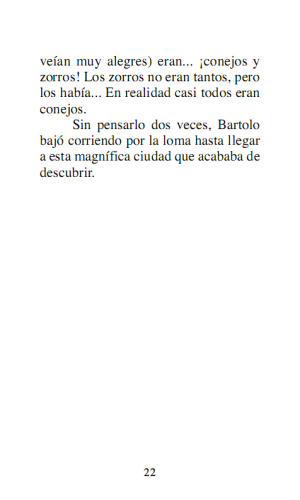 veían muy alegres) eran... ¡conejos y
zorros! Los zorros no eran tantos, pero
los había... En realidad casi todos eran
conejos.
Sin pensarlo dos veces, Bartolo
bajó corriendo por la loma hasta llegar
a esta magnífica ciudad que acababa de
descubrir.
22